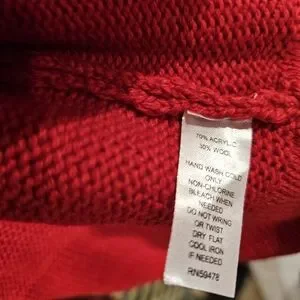 70% ACRYLIC
30% WOOL
HAND WASH COLD
ONLY
NON-CHLORINE
BLEACH WHEN
NEEDED
DO NOT WRING
OR TWIST
DRY FLAT
COOL IRON
IF NEEDED
RN59478